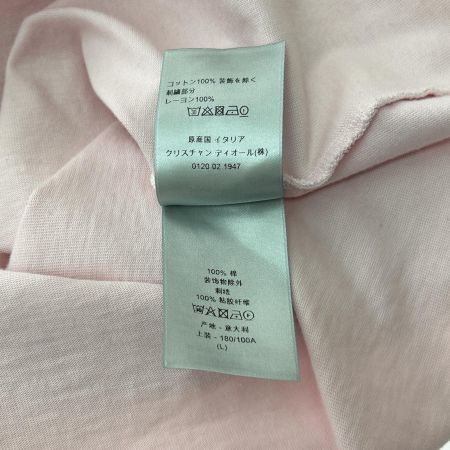 コットン100% 装飾を除く
刺繍部分
レーヨン100%
原産国 イタリア
クリスチャン ディオール(株)
0120 02 1947
100% 棉
装饰物除外
刺绣
100% 粘胶纤维
产地 - 意大利
上装 - 180/100A
(L)